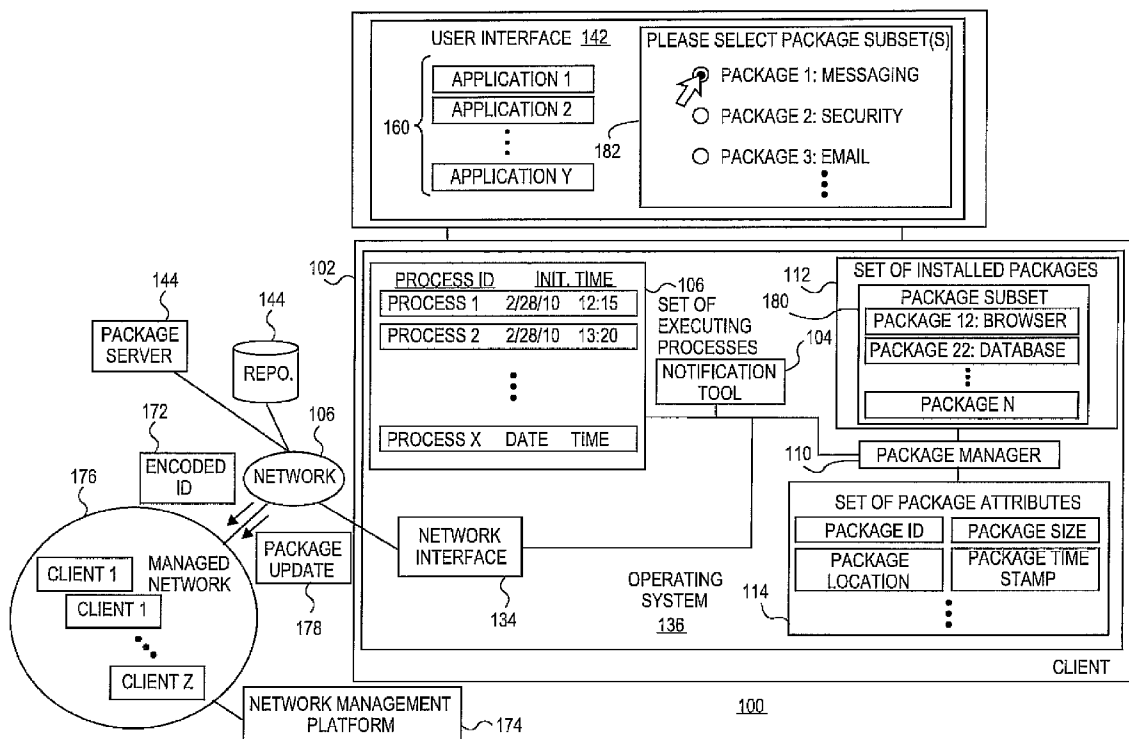 USER INTERFACE 142
160
APPLICATION 1
APPLICATION 2
APPLICATION Y
PLEASE SELECT PACKAGE SUBSET(S)
PACKAGE 1: MESSAGING
PACKAGE 2: SECURITY
182
PACKAGE 3: EMAIL
102
PROCESS ID INIT. TIME
PROCESS 1 2/28/10 12:15
PROCESS 2 2/28/10 13:20
PROCESS X DATE TIME
106
SET OF
EXECUTING
PROCESSES
104
NOTIFICATION
TOOL
112
SET OF INSTALLED PACKAGES
180
PACKAGE SUBSET
PACKAGE 12: BROWSER
PACKAGE 22: DATABASE
PACKAGE N
110
PACKAGE MANAGER
SET OF PACKAGE ATTRIBUTES
PACKAGE ID
PACKAGE SIZE
PACKAGE
LOCATION
PACKAGE TIME
STAMP
114
144
PACKAGE
SERVER
144
REPO.
172
ENCODED
ID
106
NETWORK
176
MANAGED
NETWORK
CLIENT 1
CLIENT 1
CLIENT Z
PACKAGE
UPDATE
178
NETWORK
INTERFACE
134
OPERATING
SYSTEM
136
CLIENT
NETWORK MANAGEMENT
PLATFORM
174
100